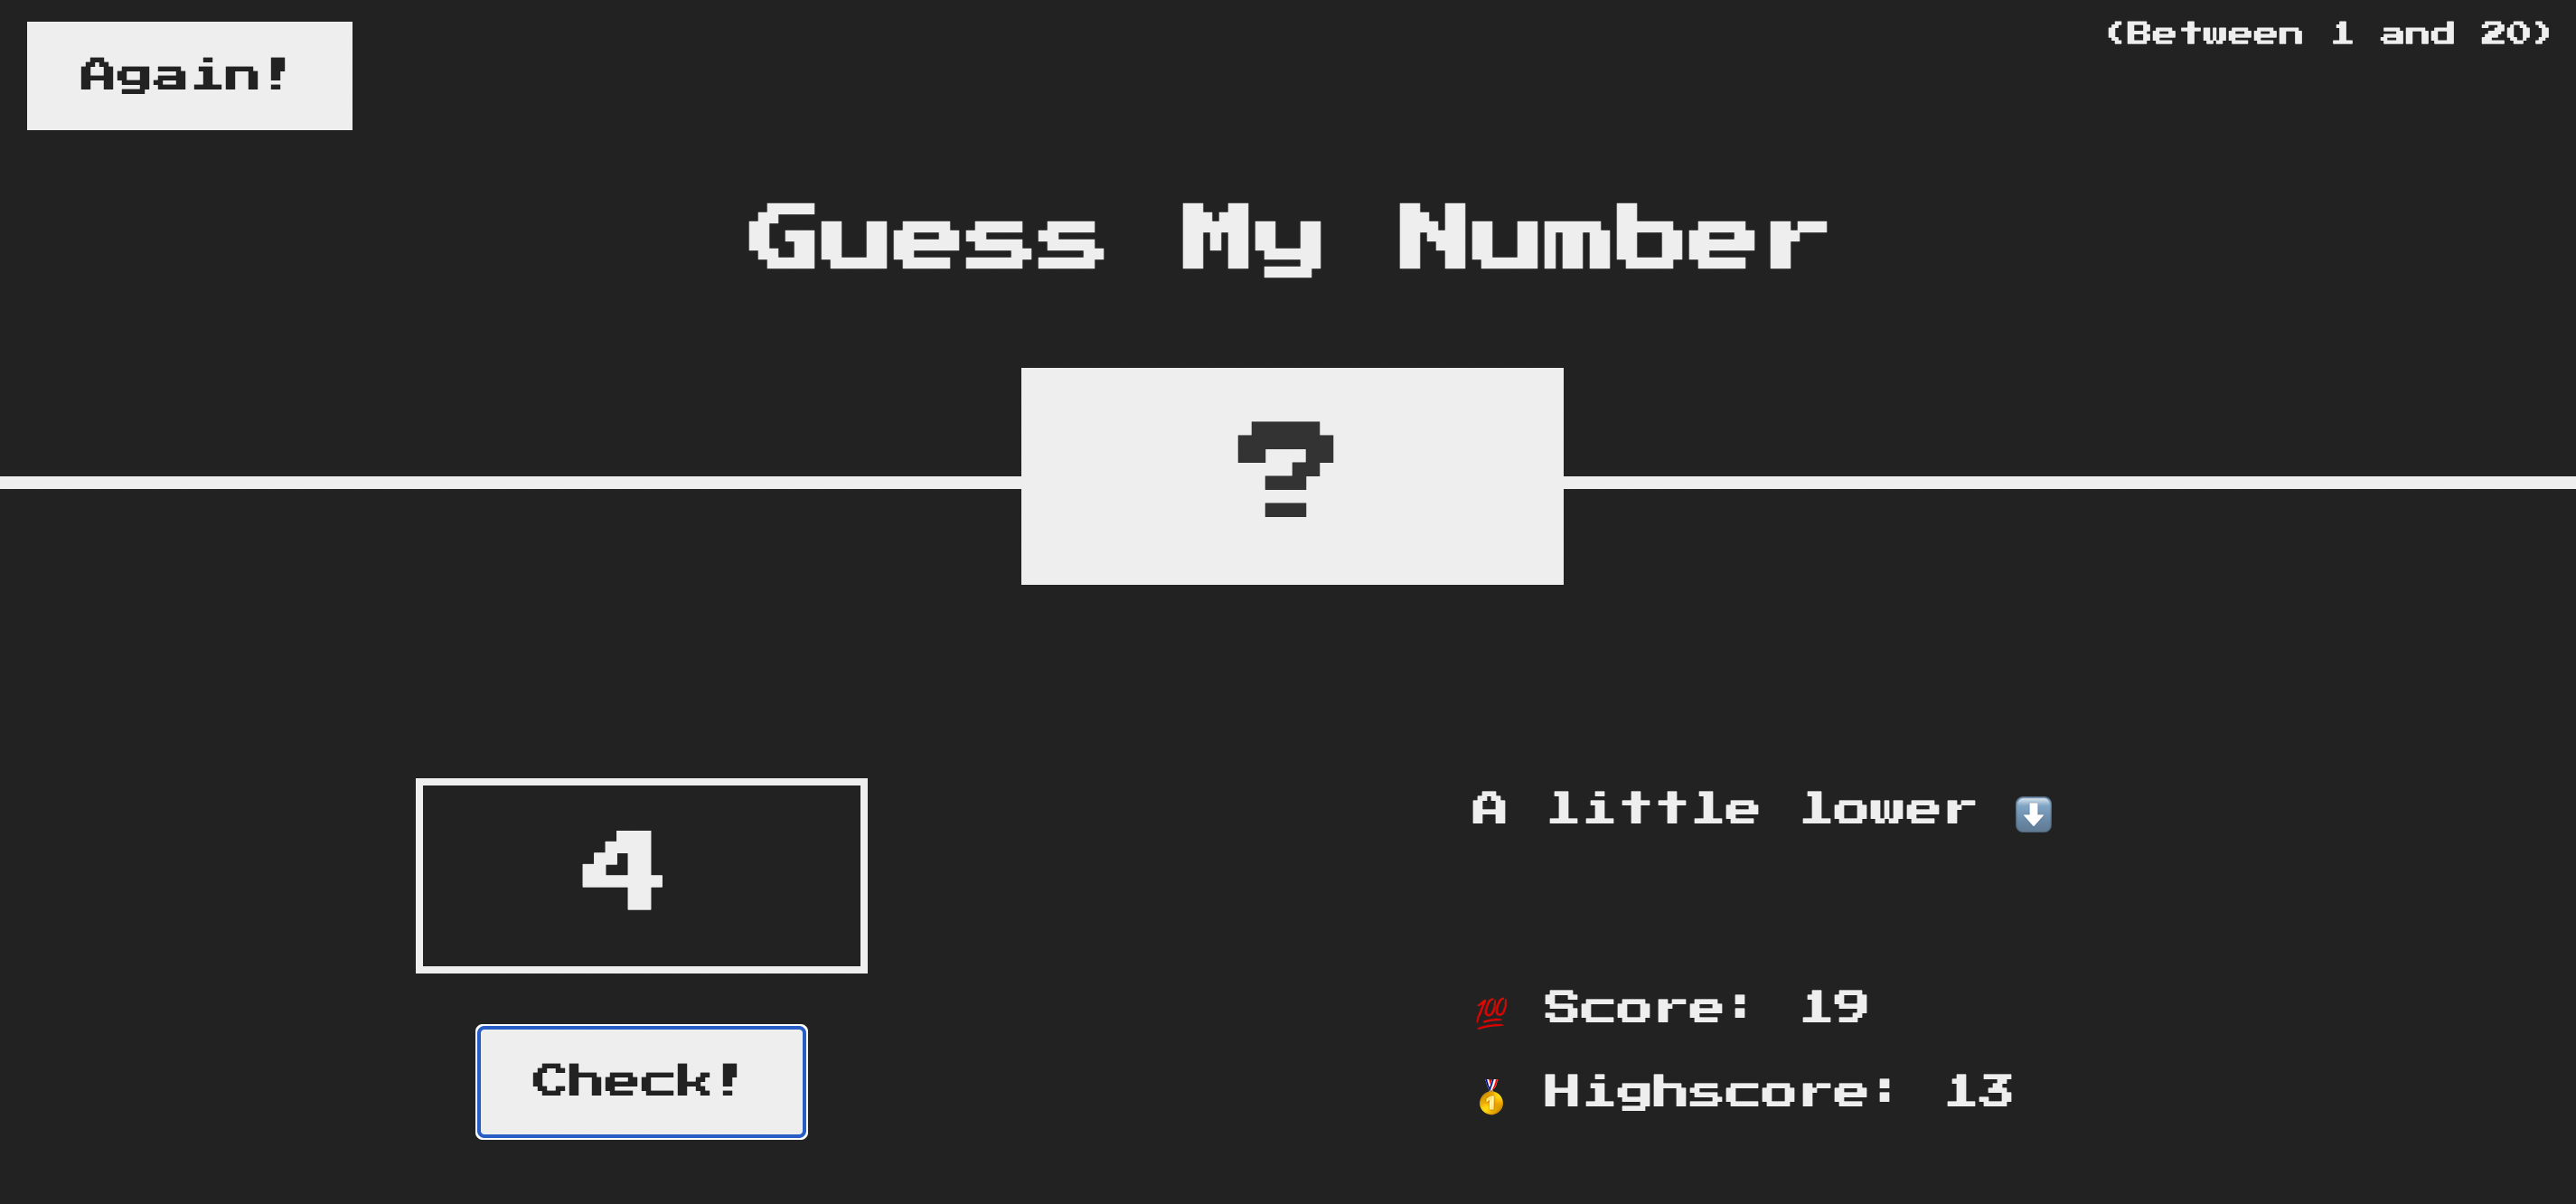 Again!
(Between 1 and 20)
Guess My Number
?
4
Check!
A little lower ⬇️
💯 Score: 19
🥇 Highscore: 13